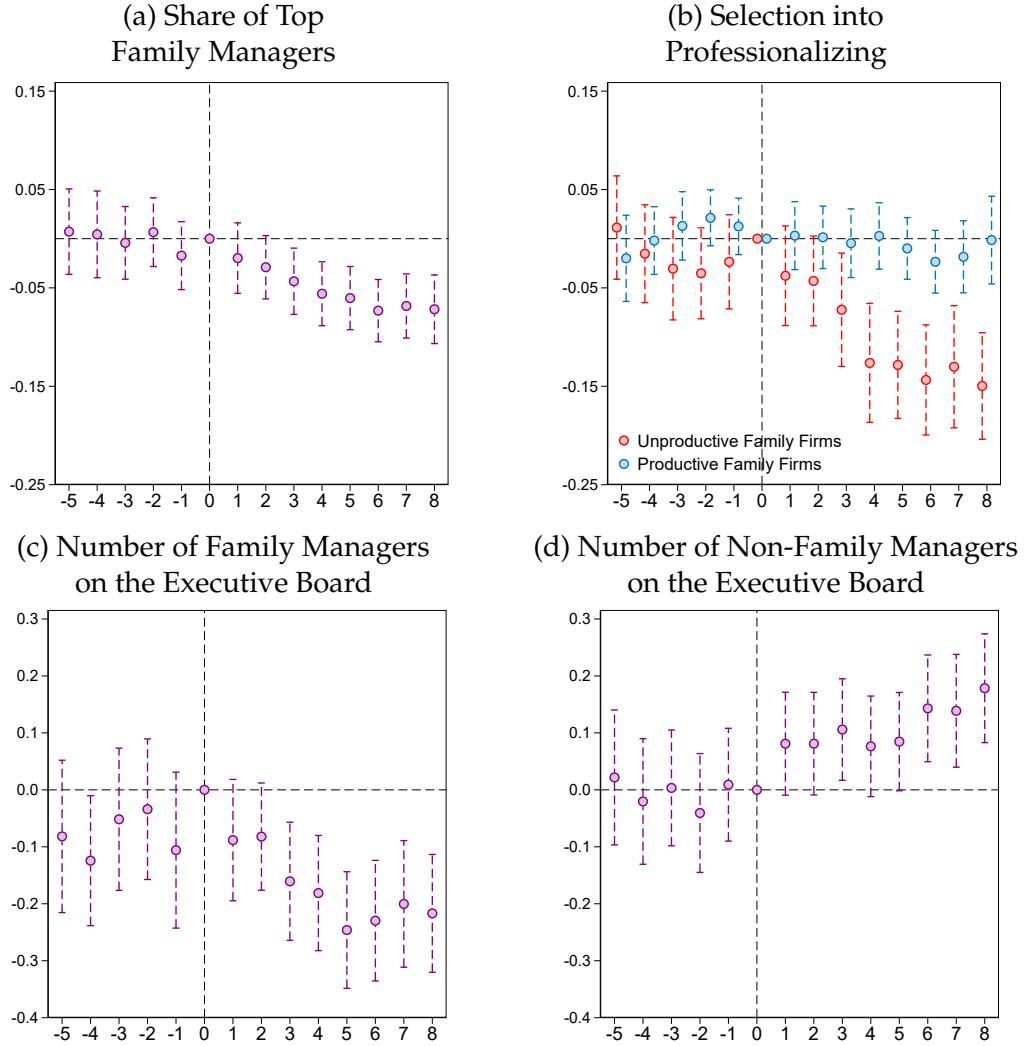 (a) Share of Top
Family Managers
0.15
0.05
-0.05
-0.15
-0.25
-5 -4 -3 -2 -1 0 1 2 3 4 5 6 7 8
(b) Selection into
Professionalizing
0.15
0.05
-0.05
-0.15
-0.25
Unproductive Family Firms
Productive Family Firms
-5 -4 -3 -2 -1 0 1 2 3 4 5 6 7 8
(c) Number of Family Managers
on the Executive Board
0.3
0.2
0.1
0.0
-0.1
-0.2
-0.3
-0.4
-5 -4 -3 -2 -1 0 1 2 3 4 5 6 7 8
(d) Number of Non-Family Managers
on the Executive Board
0.3
0.2
0.1
0.0
-0.1
-0.2
-0.3
-0.4
-5 -4 -3 -2 -1 0 1 2 3 4 5 6 7 8